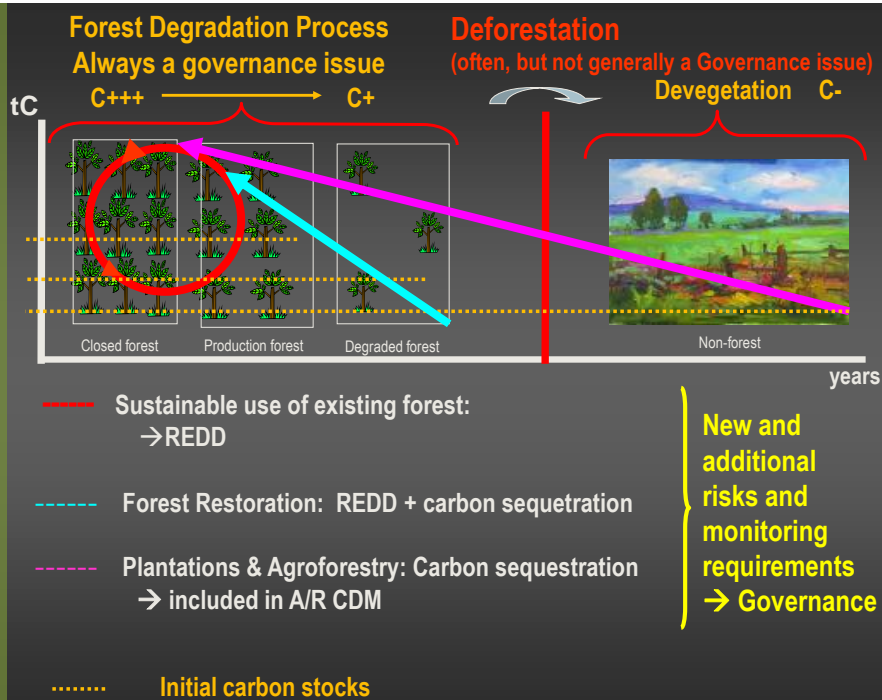 Forest Degradation Process
Always a governance issue
C+++ → C+
Deforestation
(often, but not generally a Governance issue)
Devegetation C-
tC
Closed forest
Production forest
Degraded forest
Non-forest
years
Sustainable use of existing forest:
→REDD
Forest Restoration: REDD + carbon sequetration
Plantations & Agroforestry: Carbon sequestration
→ included in A/R CDM
New and
additional
risks and
monitoring
requirements
→ Governance
Initial carbon stocks